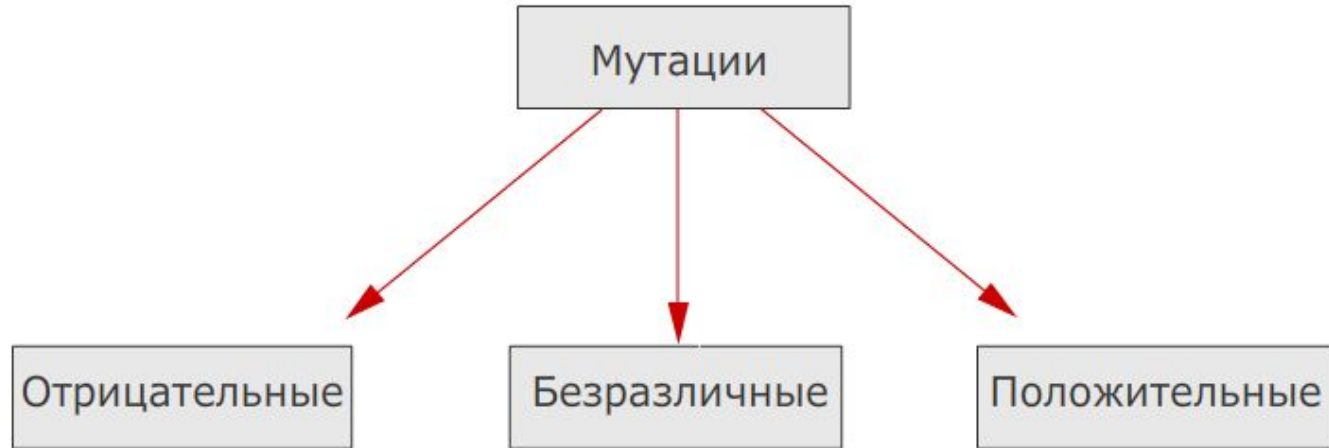 Мутации
Отрицательные
Безразличные
Положительные